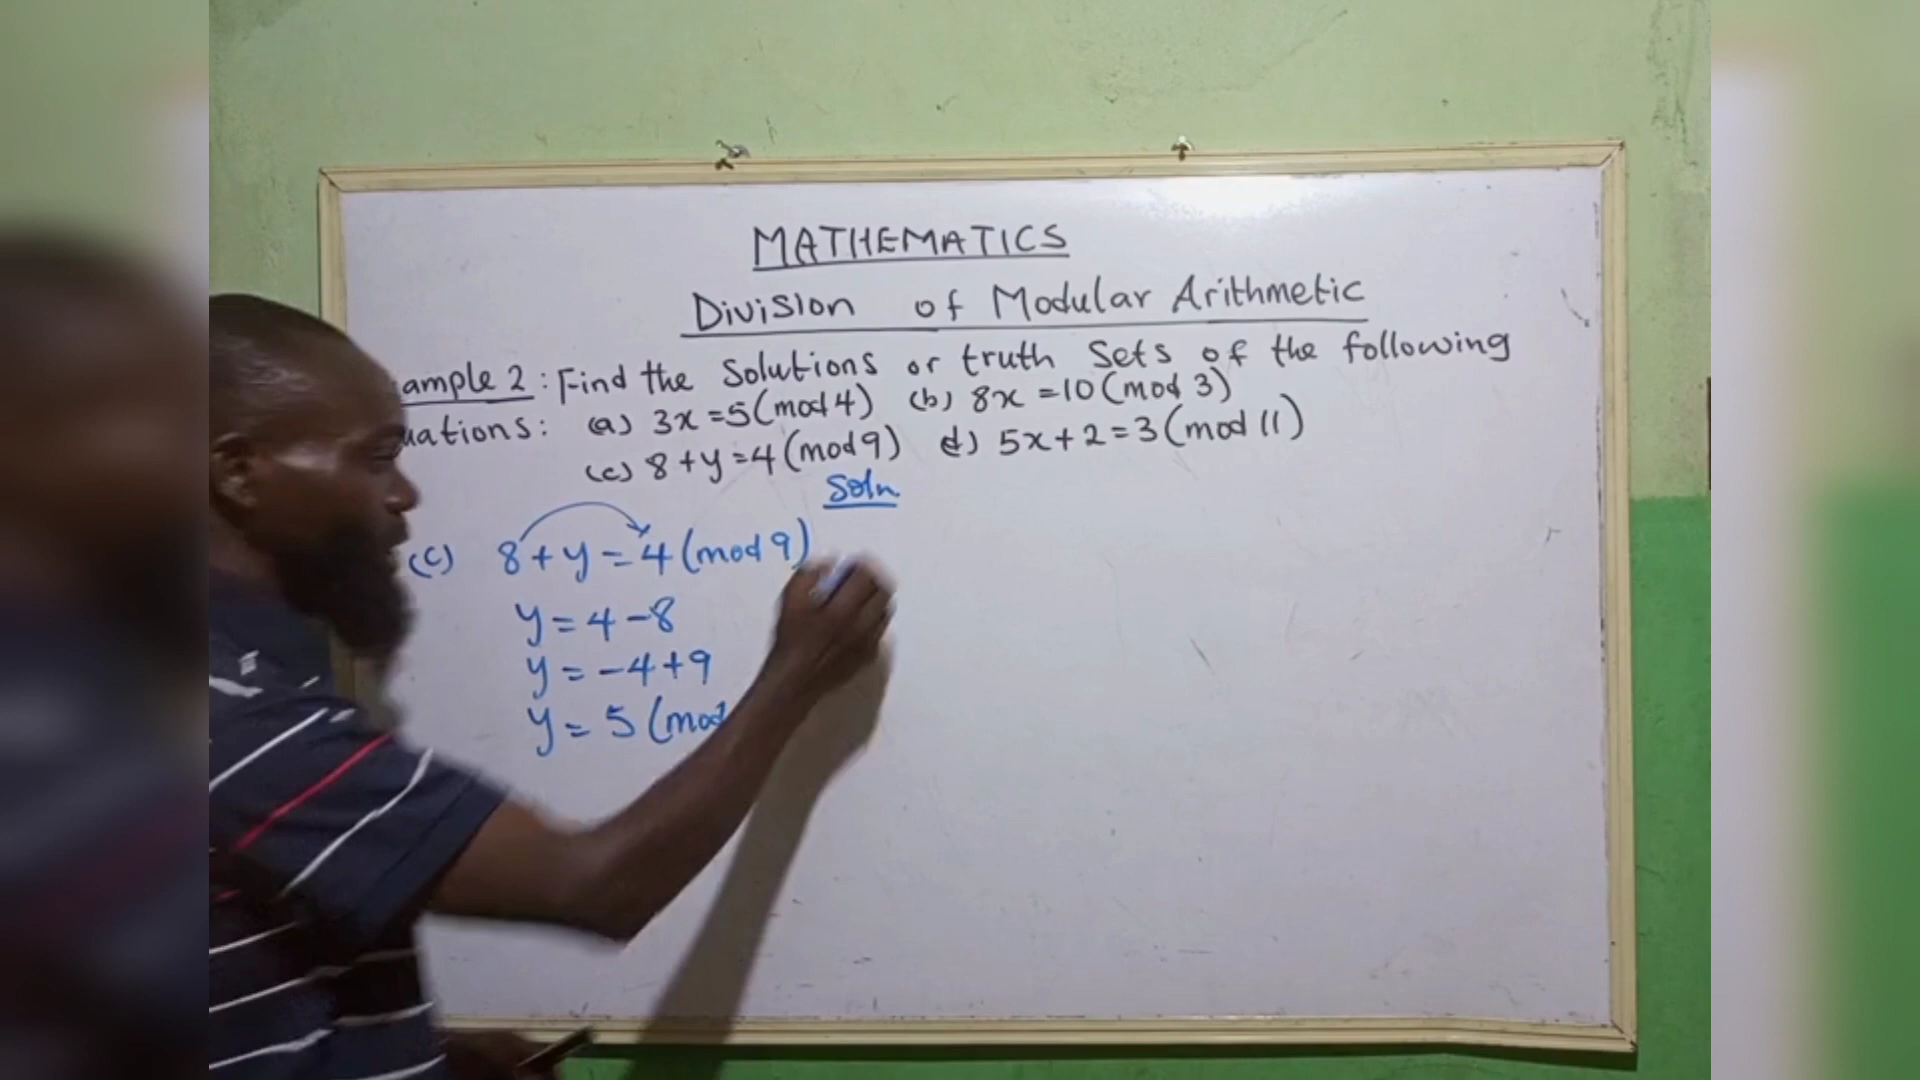 MATHEMATICS
Division of Modular Arithmetic
ample 2 : Find the Solutions or truth Sets of the following
uations : (a) 3x = 5 (mod 4) (b) 8x = 10 (mod 3)
(c) 8 + y = 4 (mod 9) d) 5x + 2 = 3 (mod 11)
Soln
(c) 8 + y = 4 (mod 9)
y = 4 - 8
y = -4 + 9
y = 5 (mod